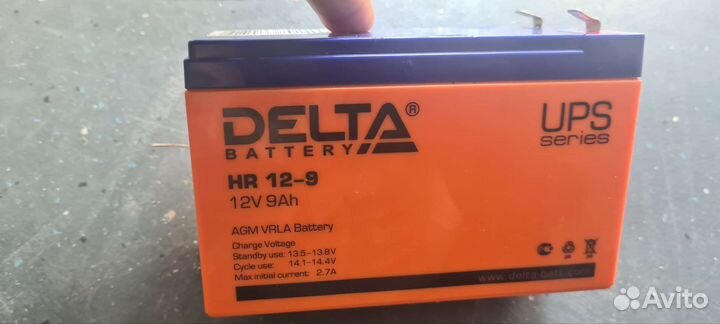 DELTA®
BATTERY
UPS
series
HR 12-9
12V 9Ah
AGM VRLA Battery
Charge Voltage
Standby use: 13.5-13.8V
Cycle use: 14.1-14.4V
Max initial current: 2.7A
www.delta-batt.com
Avito